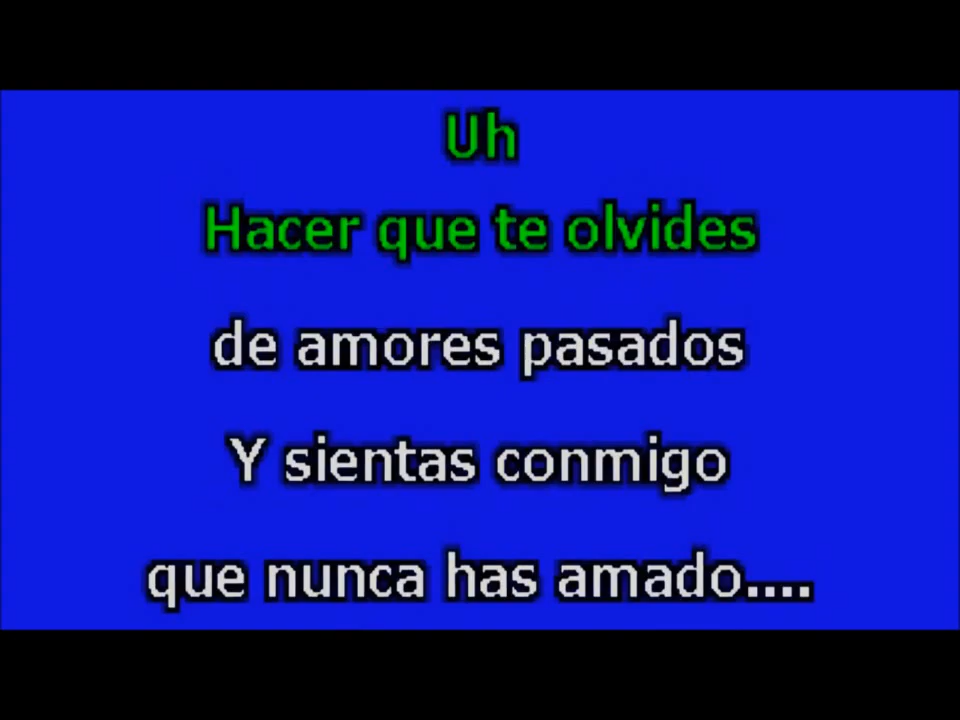 Uh
Hacer que te olvides
de amores pasados
Y sientas conmigo
que nunca has amado....